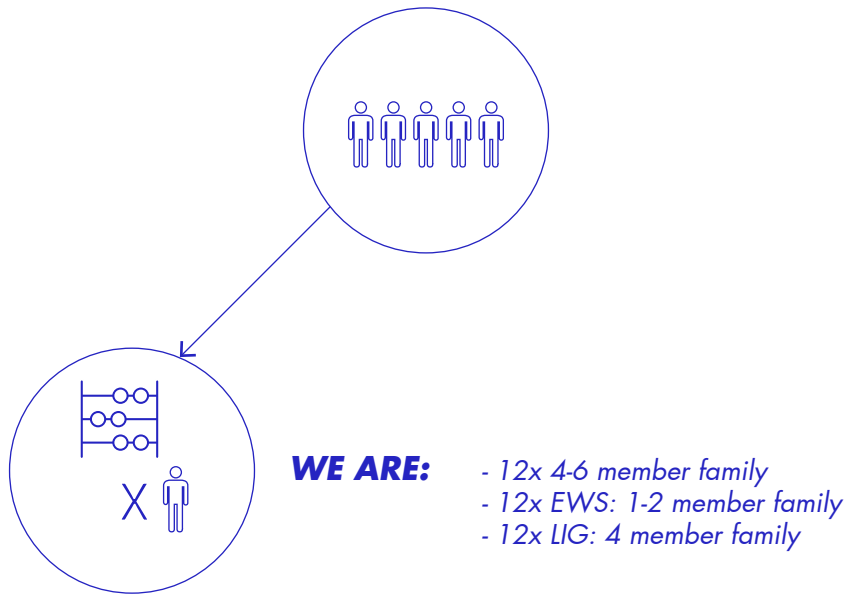 X
WE ARE:
- 12x 4-6 member family
- 12x EWS: 1-2 member family
- 12x LIG: 4 member family